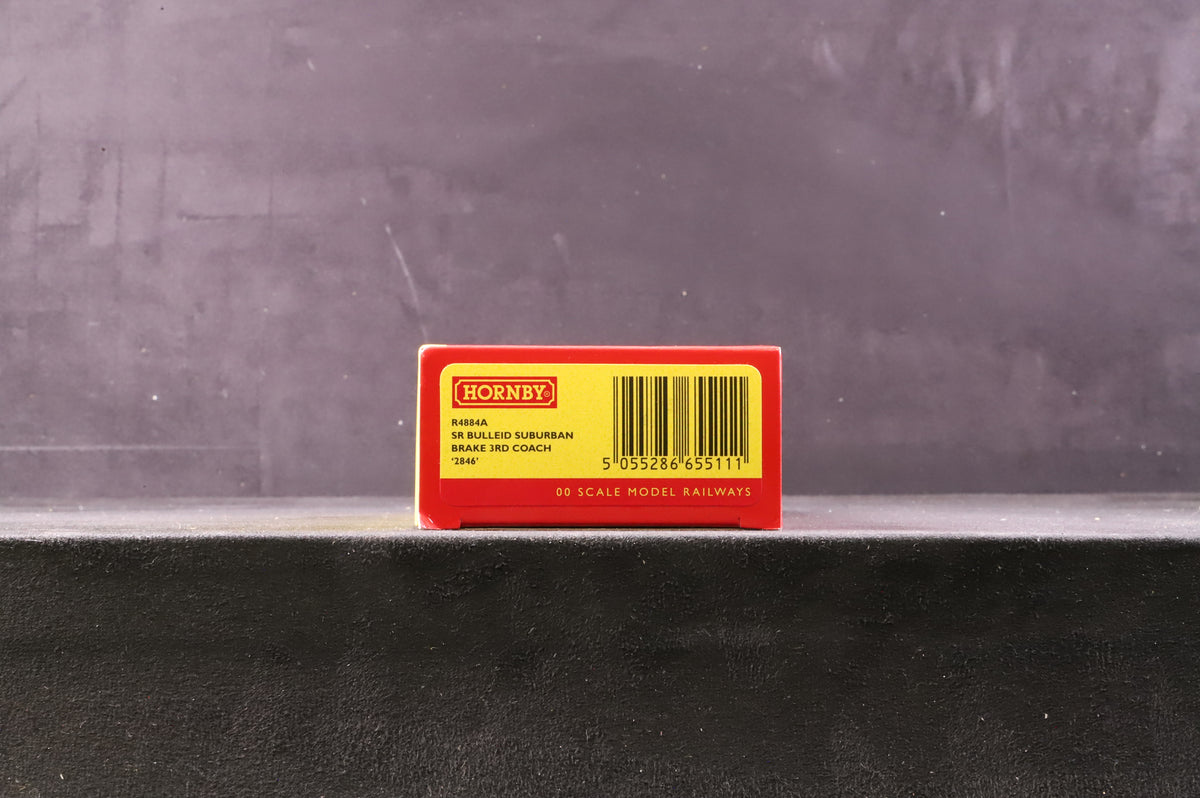 HORNBY
R4884A
SR BULLEID SUBURBAN
BRAKE 3RD COACH
‘2846’
5 055286 655111
00 SCALE MODEL RAILWAYS